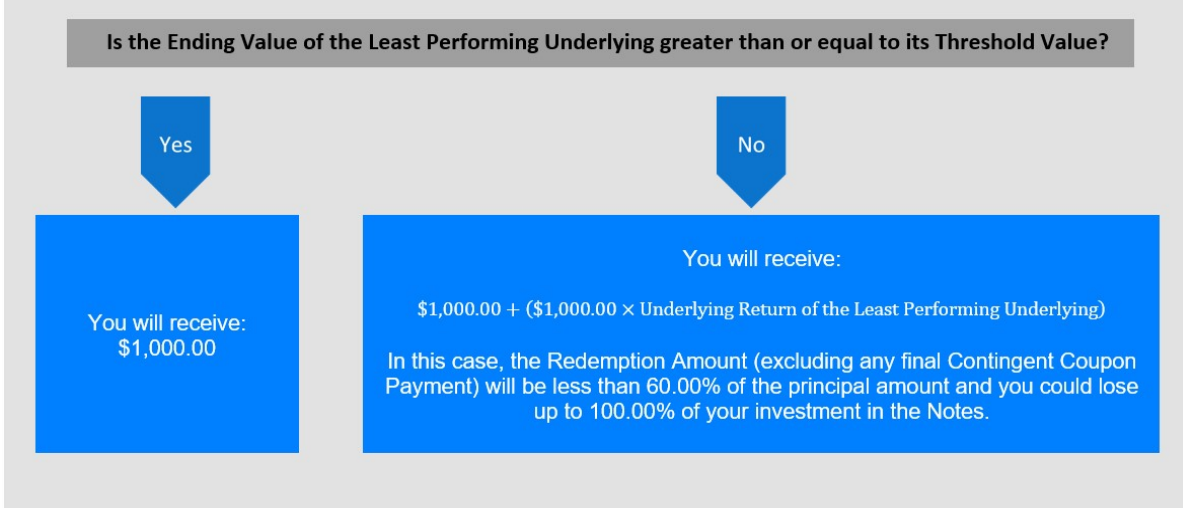 Is the Ending Value of the Least Performing Underlying greater than or equal to its Threshold Value?
Yes
No
You will receive:
$1,000.00
You will receive:
$1,000.00 + ($1,000.00 × Underlying Return of the Least Performing Underlying)
In this case, the Redemption Amount (excluding any final Contingent Coupon
Payment) will be less than 60.00% of the principal amount and you could lose
up to 100.00% of your investment in the Notes.